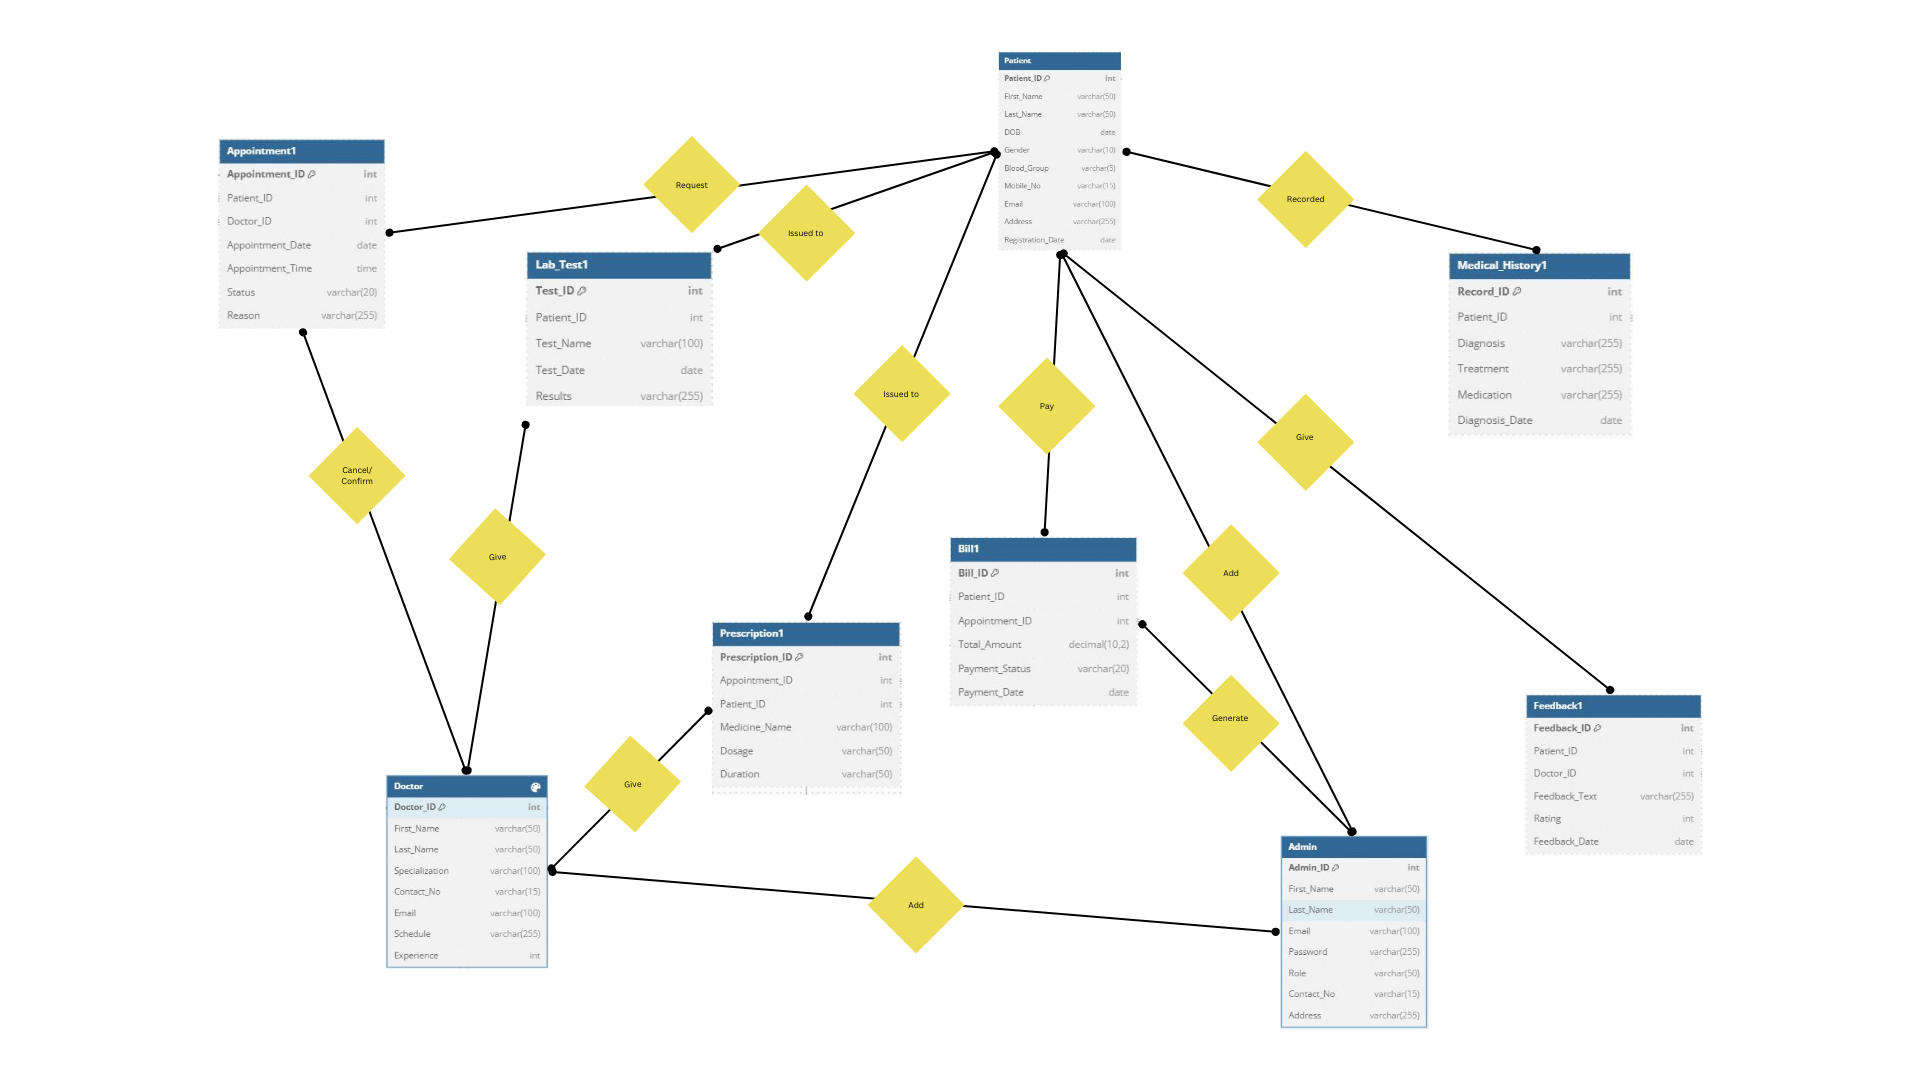 Patient
Patient_ID int
First_Name varchar(50)
Last_Name varchar(50)
DOB date
Gender varchar(10)
Blood_Group varchar(5)
Mobile_No varchar(15)
Email varchar(100)
Address varchar(255)
Registration_Date date
Appointment1
Appointment_ID int
Patient_ID int
Doctor_ID int
Appointment_Date date
Appointment_Time time
Status varchar(20)
Reason varchar(255)
Request
Issued to
Recorded
Lab_Test1
Test_ID int
Patient_ID int
Test_Name varchar(100)
Test_Date date
Results varchar(255)
Medical_History1
Record_ID int
Patient_ID int
Diagnosis varchar(255)
Treatment varchar(255)
Medication varchar(255)
Diagnosis_Date date
Issued to
Pay
Give
Cancel/
Confirm
Give
Add
Bill1
Bill_ID int
Patient_ID int
Appointment_ID int
Total_Amount decimal(10,2)
Payment_Status varchar(20)
Payment_Date date
Prescription1
Prescription_ID int
Appointment_ID int
Patient_ID int
Medicine_Name varchar(100)
Dosage varchar(50)
Duration varchar(50)
Generate
Feedback1
Feedback_ID int
Patient_ID int
Doctor_ID int
Feedback_Text varchar(255)
Rating int
Feedback_Date date
Give
Doctor
Doctor_ID int
First_Name varchar(50)
Last_Name varchar(50)
Specialization varchar(100)
Contact_No varchar(15)
Email varchar(100)
Schedule varchar(255)
Experience int
Add
Admin
Admin_ID int
First_Name varchar(50)
Last_Name varchar(50)
Email varchar(100)
Password varchar(255)
Role varchar(50)
Contact_No varchar(15)
Address varchar(255)